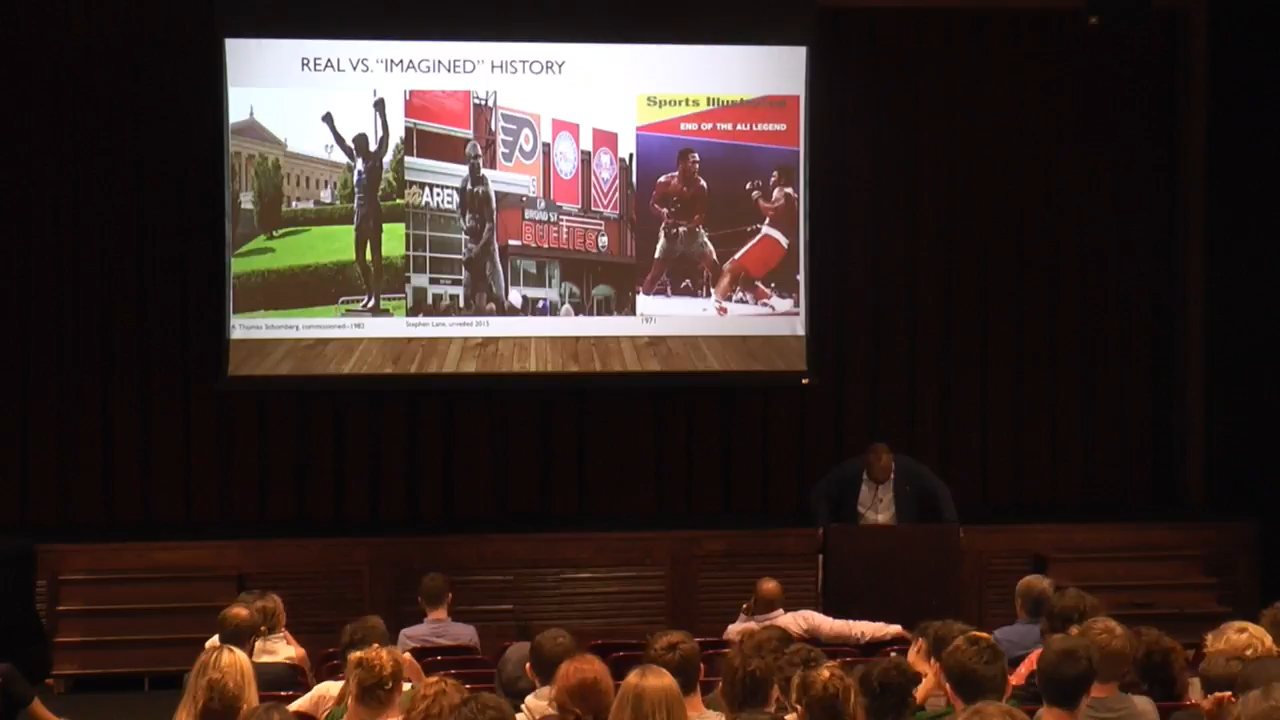 REAL VS. “IMAGINED” HISTORY
Sports Illustrated
END OF THE ALI LEGEND
AREN
BROAD ST.
BULLIES
A. Thomas Schomberg, commissioned~1982
Stephen Lane, unveiled 2015
1971